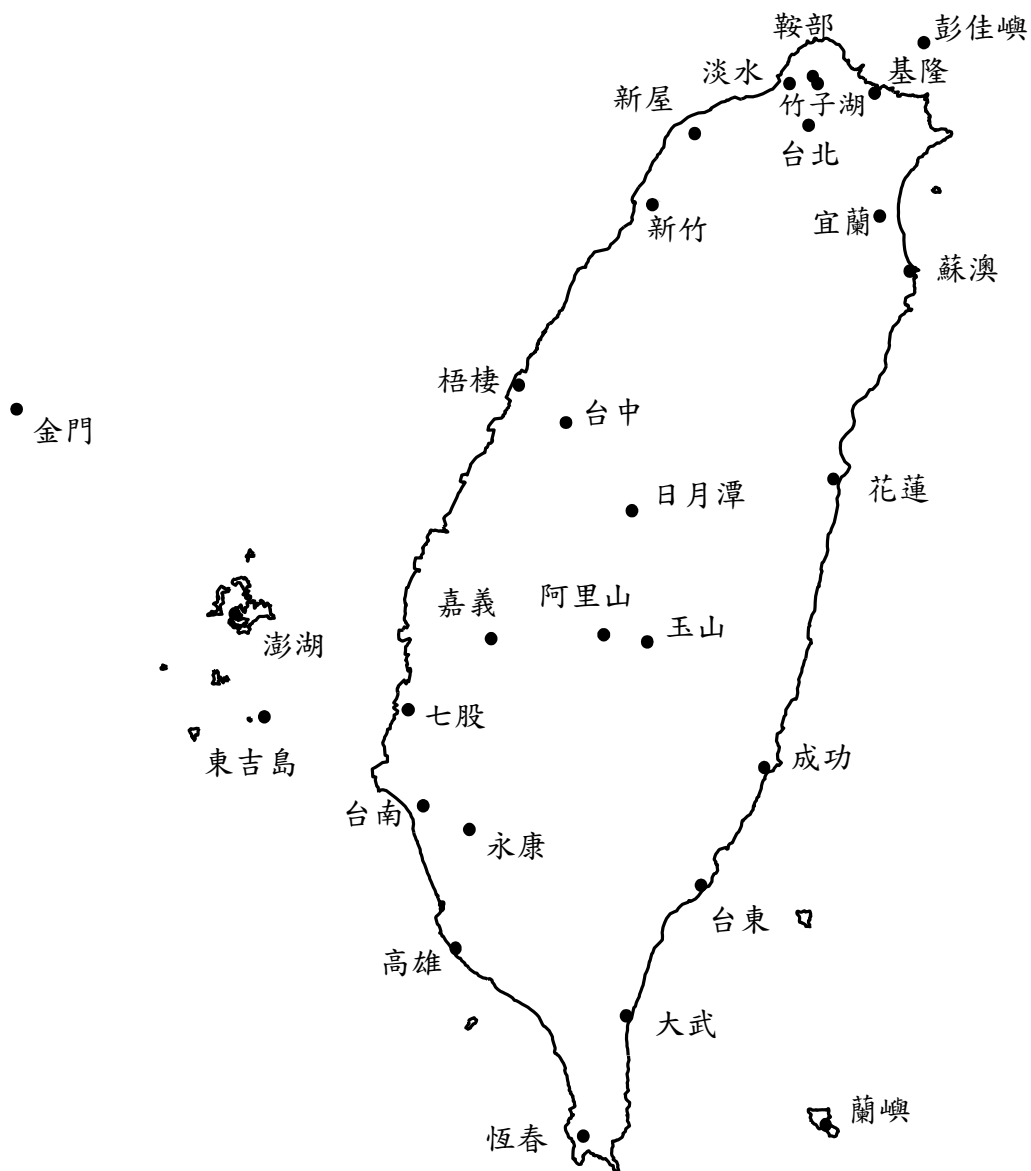 鞍部
彭佳嶼
淡水
基隆
新屋
竹子湖
台北
新竹
宜蘭
蘇澳
梧棲
台中
金門
日月潭
花蓮
嘉義
阿里山
玉山
澎湖
七股
東吉島
成功
台南
永康
台東
高雄
大武
蘭嶼
恆春